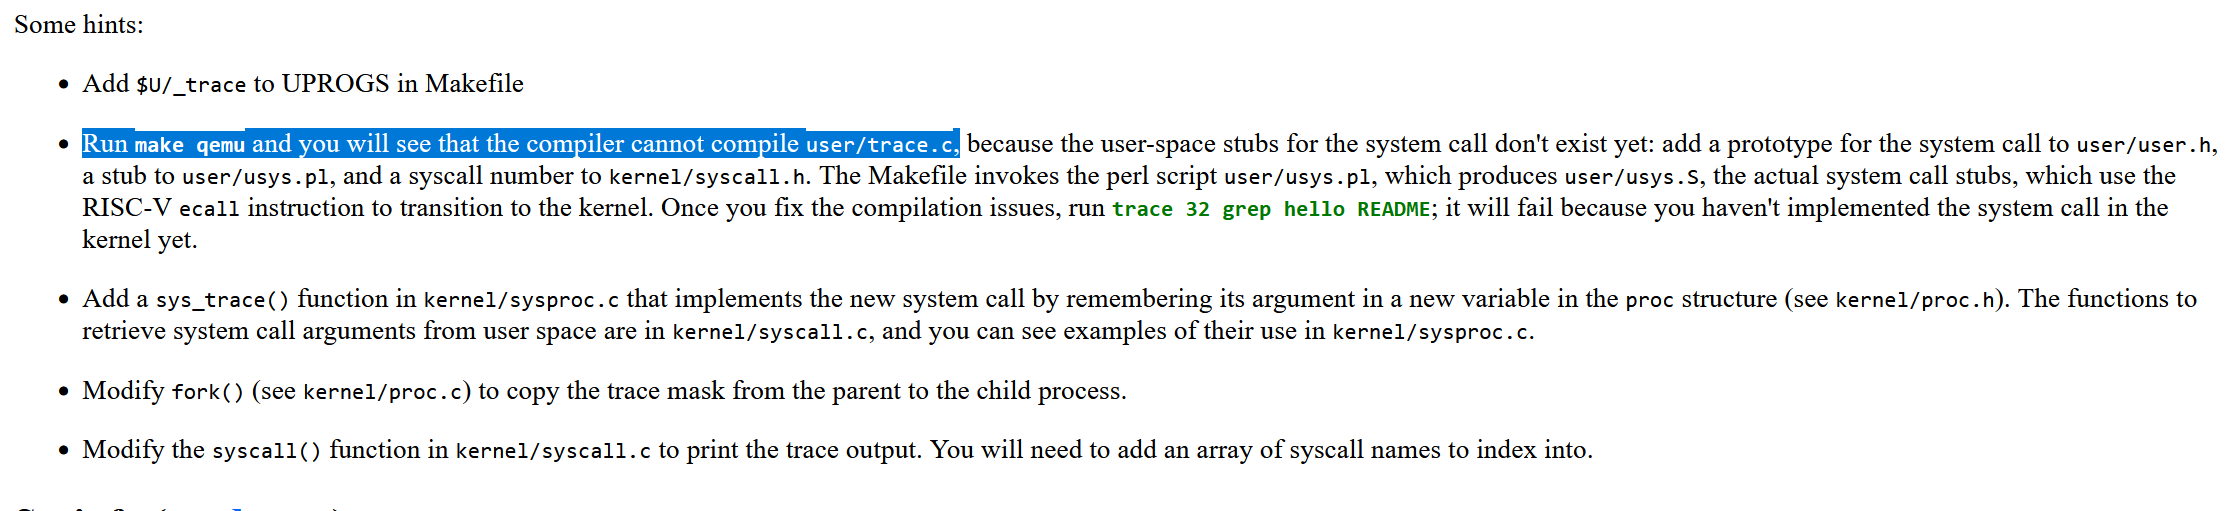 Some hints:
• Add $U/_trace to UPROGS in Makefile
• Run make qemu and you will see that the compiler cannot compile user/trace.c, because the user-space stubs for the system call don't exist yet: add a prototype for the system call to user/user.h,
a stub to user/usys.pl, and a syscall number to kernel/syscall.h. The Makefile invokes the perl script user/usys.pl, which produces user/usys.S, the actual system call stubs, which use the
RISC-V ecall instruction to transition to the kernel. Once you fix the compilation issues, run trace 32 grep hello README; it will fail because you haven't implemented the system call in the
kernel yet.
• Add a sys_trace() function in kernel/sysproc.c that implements the new system call by remembering its argument in a new variable in the proc structure (see kernel/proc.h). The functions to
retrieve system call arguments from user space are in kernel/syscall.c, and you can see examples of their use in kernel/sysproc.c.
• Modify fork() (see kernel/proc.c) to copy the trace mask from the parent to the child process.
• Modify the syscall() function in kernel/syscall.c to print the trace output. You will need to add an array of syscall names to index into.